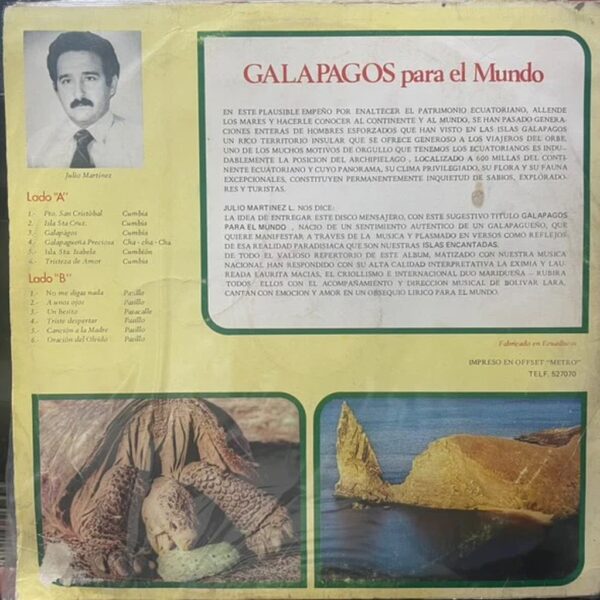 GALAPAGOS para el Mundo
EN ESTE PLAUSIBLE EMPEÑO POR ENALTECER EL PATRIMONIO ECUATORIANO, ALLENDE
LOS MARES Y HACERLE CONOCER AL CONTINENTE Y AL MUNDO, SE HAN PASADO GENERA-
CIONES ENTERAS DE HOMBRES ESFORZADOS QUE HAN VISTO EN LAS ISLAS GALAPAGOS
UN RICO TERRITORIO INSULAR QUE SE OFRECE GENEROSO A LOS VIAJEROS DEL ORBE,
UNO DE LOS MUCHOS MOTIVOS DE ORGULLO QUE TENEMOS LOS ECUATORIANOS ES INDU-
DABLEMENTE LA POSICION DEL ARCHIPIELAGO , LOCALIZADO A 600 MILLAS DEL CONTI-
NENTE ECUATORIANO Y CUYO PANORAMA, SU CLIMA PRIVILEGIADO, SU FLORA Y SU FAUNA
EXCEPCIONALES, CONSTITUYEN PERMANENTEMENTE INQUIETUD DE SABIOS, EXPLORADO-
RES Y TURISTAS.
JULIO MARTINEZ L. NOS DICE:
LA IDEA DE ENTREGAR ESTE DISCO MENSAJERO, CON ESTE SUGESTIVO TITULO GALAPAGOS
PARA EL MUNDO , NACIO DE UN SENTIMIENTO AUTENTICO DE UN GALAPAGUEÑO, QUE
QUIERE MANIFESTAR A TRAVES DE LA MUSICA Y PLASMADO EN VERSOS COMO REFLEJOS
DE ESA REALIDAD PARADISIACA QUE SON NUESTRAS ISLAS ENCANTADAS.
DE TODO EL VALIOSO REPERTORIO DE ESTE ALBUM, MATIZADO CON NUESTRA MUSICA
NACIONAL HAN RESPONDIDO CON SU ALTA CALIDAD INTERPRETATIVA LA EXIMIA Y LAU-
READA LAURITA MACIAS, EL CRIOLLISMO E INTERNACIONAL DUO MARIDUEÑA - RUBIRA
TODOS ELLOS CON EL ACOMPAÑAMIENTO Y DIRECCION MUSICAL DE BOLIVAR LARA,
CANTAN CON EMOCION Y AMOR EN UN OBSEQUIO LIRICO PARA EL MUNDO.
Julio Martínez
Lado "A"
1.- Pto. San Cristóbal Cumbia
2.- Isla Sta Cruz. Cumbia
3.- Galápagos Cumbia
4.- Galapagueña Preciosa Cha - cha - Cha
5.- Isla. Sta. Isabela Cumbión
6.- Tristeza de Amor Cumbia
Lado "B"
1.- No me digas nada Pasillo
2.- A unos ojos Pasillo
3.- Un besito Pasacalle
4.- Triste despertar Pasillo
5.- Canción a la Madre Pasillo
6.- Oración del Olvido Pasillo
Fabricado en
IMPRESO EN OFFSET "METRO"
TELF. 527070